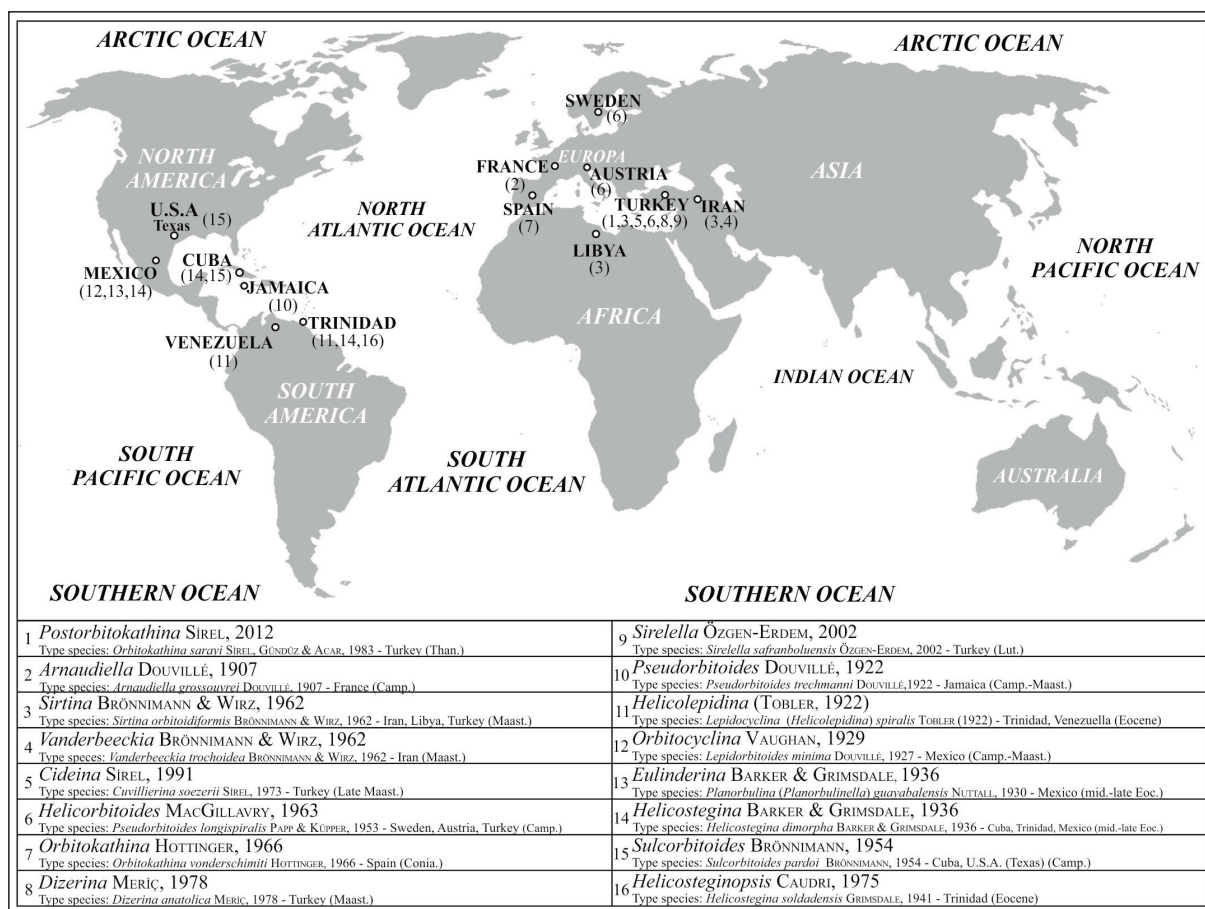 ARCTIC OCEAN
ARCTIC OCEAN
SWEDEN
(6)
NORTH
AMERICA
EUROPA
ASIA
FRANCE
(2)
AUSTRIA
(6)
SPAIN
(7)
TURKEY
(1,3,5,6,8,9)
IRAN
(3,4)
U.S.A
Texas
(15)
NORTH
ATLANTIC OCEAN
LIBYA
(3)
NORTH
PACIFIC OCEAN
MEXICO
(12,13,14)
CUBA
(14,15)
JAMAICA
(10)
AFRICA
TRINIDAD
(11,14,16)
VENEZUELA
(11)
INDIAN OCEAN
SOUTH
AMERICA
SOUTH
PACIFIC OCEAN
SOUTH
ATLANTIC OCEAN
AUSTRALIA
SOUTHERN OCEAN
SOUTHERN OCEAN
1 Postorbitokathina SİREL, 2012
Type species: Orbitokathina sarayi SİREL, GÜNDÜZ & ACAR, 1983 - Turkey (Than.)
2 Arnaudiella DOUVILLÉ, 1907
Type species: Arnaudiella grossouvrei DOUVILLÉ, 1907 - France (Camp.)
3 Sirtina BRÖNNIMANN & WIRZ, 1962
Type species: Sirtina orbitoidiformis BRÖNNIMANN & WIRZ, 1962 - Iran, Libya, Turkey (Maast.)
4 Vanderbeeckia BRÖNNIMANN & WIRZ, 1962
Type speces: Vanderbeeckia trochoidea BRÖNNIMANN & WIRZ, 1962 - Iran (Maast.)
5 Cideina SİREL, 1991
Type species: Cuvillierina soezerii SİREL, 1973 - Turkey (Late Maast.)
6 Helicorbitoides MACGILLAVRY, 1963
Type species: Pseudorbitoides longispiralis PAPP & KÜPPER, 1953 - Sweden, Austria, Turkey (Camp.)
7 Orbitokathina HOTTINGER, 1966
Type species: Orbitokathina vonderschimiti HOTTINGER, 1966 - Spain (Conia.)
8 Dizerina MERİÇ, 1978
Type species: Dizerina anatolica MERİÇ, 1978 - Turkey (Maast.)
9 Sirelella ÖZGEN-ERDEM, 2002
Type species: Sirelella safranboluensis ÖZGEN-ERDEM, 2002 - Turkey (Lut.)
10 Pseudorbitoides DOUVILLÉ, 1922
Type species: Pseudorbitoides trechmanni DOUVILLÉ,1922 - Jamaica (Camp.-Maast.)
11 Helicolepidina (TOBLER, 1922)
Type species: Lepidocyclina (Helicolepidina) spiralis TOBLER (1922) - Trinidad, Venezuella (Eocene)
12 Orbitocyclina VAUGHAN, 1929
Type species: Lepidorbitoides minima DOUVILLÉ, 1927 - Mexico (Camp.-Maast.)
13 Eulinderina BARKER & GRIMSDALE, 1936
Type species: Planorbulina (Planorbulinella) guayabalensis NUTTALL, 1930 - Mexico (mid.-late Eoc.)
14 Helicostegina BARKER & GRIMSDALE, 1936
Type species: Helicostegina dimorpha BARKER & GRIMSDALE, 1936 - Cuba, Trinidad, Mexico (mid.-late Eoc.)
15 Sulcorbitoides BRÖNNIMANN, 1954
Type species: Sulcorbitoides pardoi BRÖNNIMANN, 1954 - Cuba, U.S.A. (Texas) (Camp.)
16 Helicosteginopsis CAUDRI, 1975
Type species: Helicostegina soldadensis GRIMSDALE, 1941 - Trinidad (Eocene)